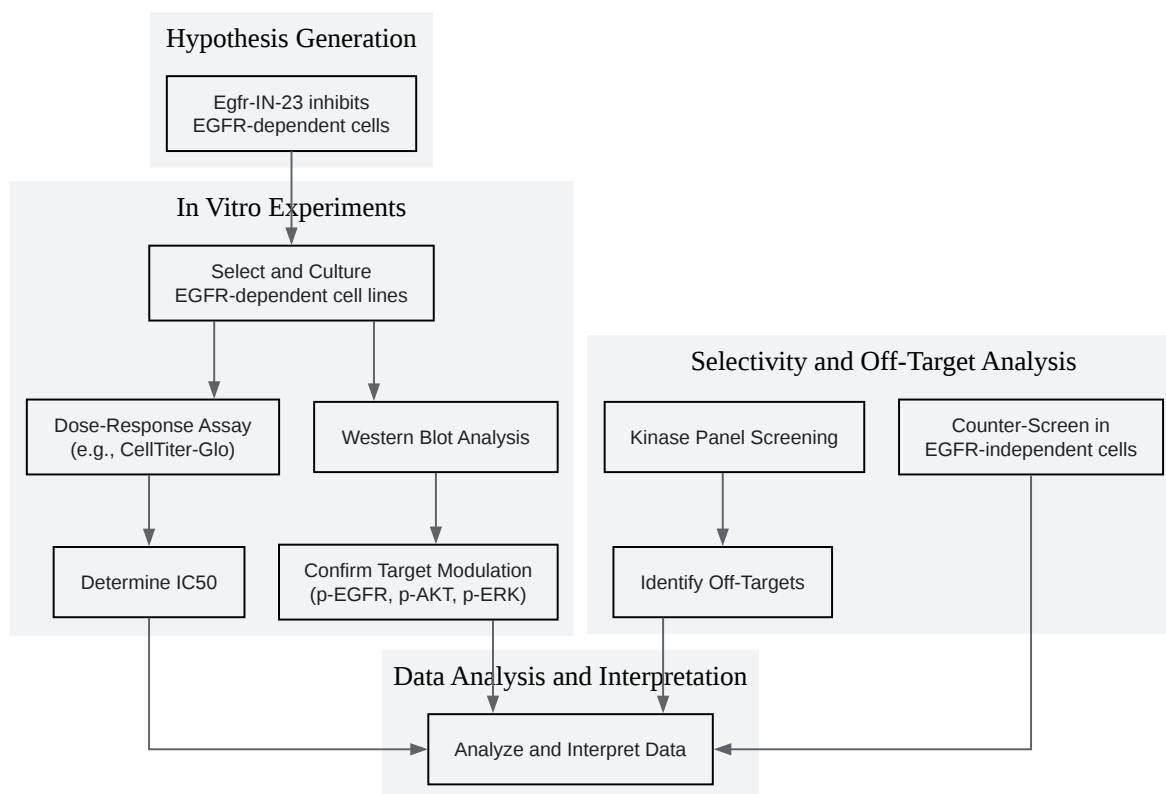 Hypothesis Generation
Egfr-IN-23 inhibits
EGFR-dependent cells
In Vitro Experiments
Select and Culture
EGFR-dependent cell lines
Dose-Response Assay
(e.g., CellTiter-Glo)
Western Blot Analysis
Determine IC50
Confirm Target Modulation
(p-EGFR, p-AKT, p-ERK)
Selectivity and Off-Target Analysis
Kinase Panel Screening
Counter-Screen in
EGFR-independent cells
Identify Off-Targets
Data Analysis and Interpretation
Analyze and Interpret Data